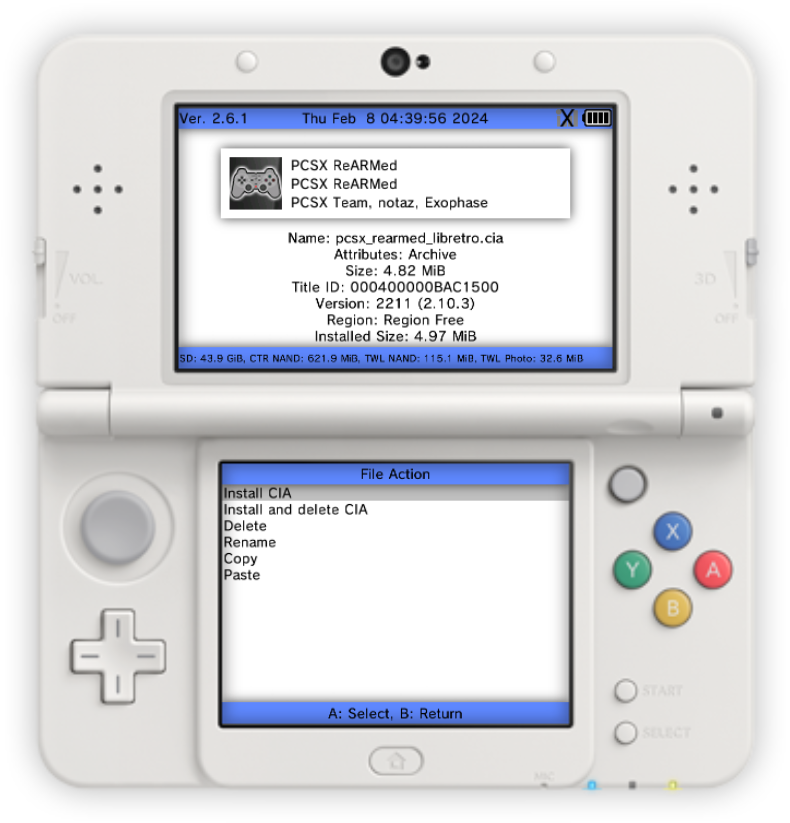 Ver. 2.6.1 Thu Feb 8 04:39:56 2024 X
PCSX ReARMed
PCSX ReARMed
PCSX Team, notaz, Exophase
Name: pcsx_rearmed_libretro.cia
Attributes: Archive
Size: 4.82 MiB
Title ID: 000400000BAC1500
Version: 2211 (2.10.3)
Region: Region Free
Installed Size: 4.97 MiB
SD: 43.9 GiB, CTR NAND: 621.9 MiB, TWL NAND: 115.1 MiB, TWL Photo: 32.6 MiB
VOL.
OFF
3D
OFF
File Action
Install CIA
Install and delete CIA
Delete
Rename
Copy
Paste
A: Select, B: Return
X
Y
A
B
START
SELECT
MIC